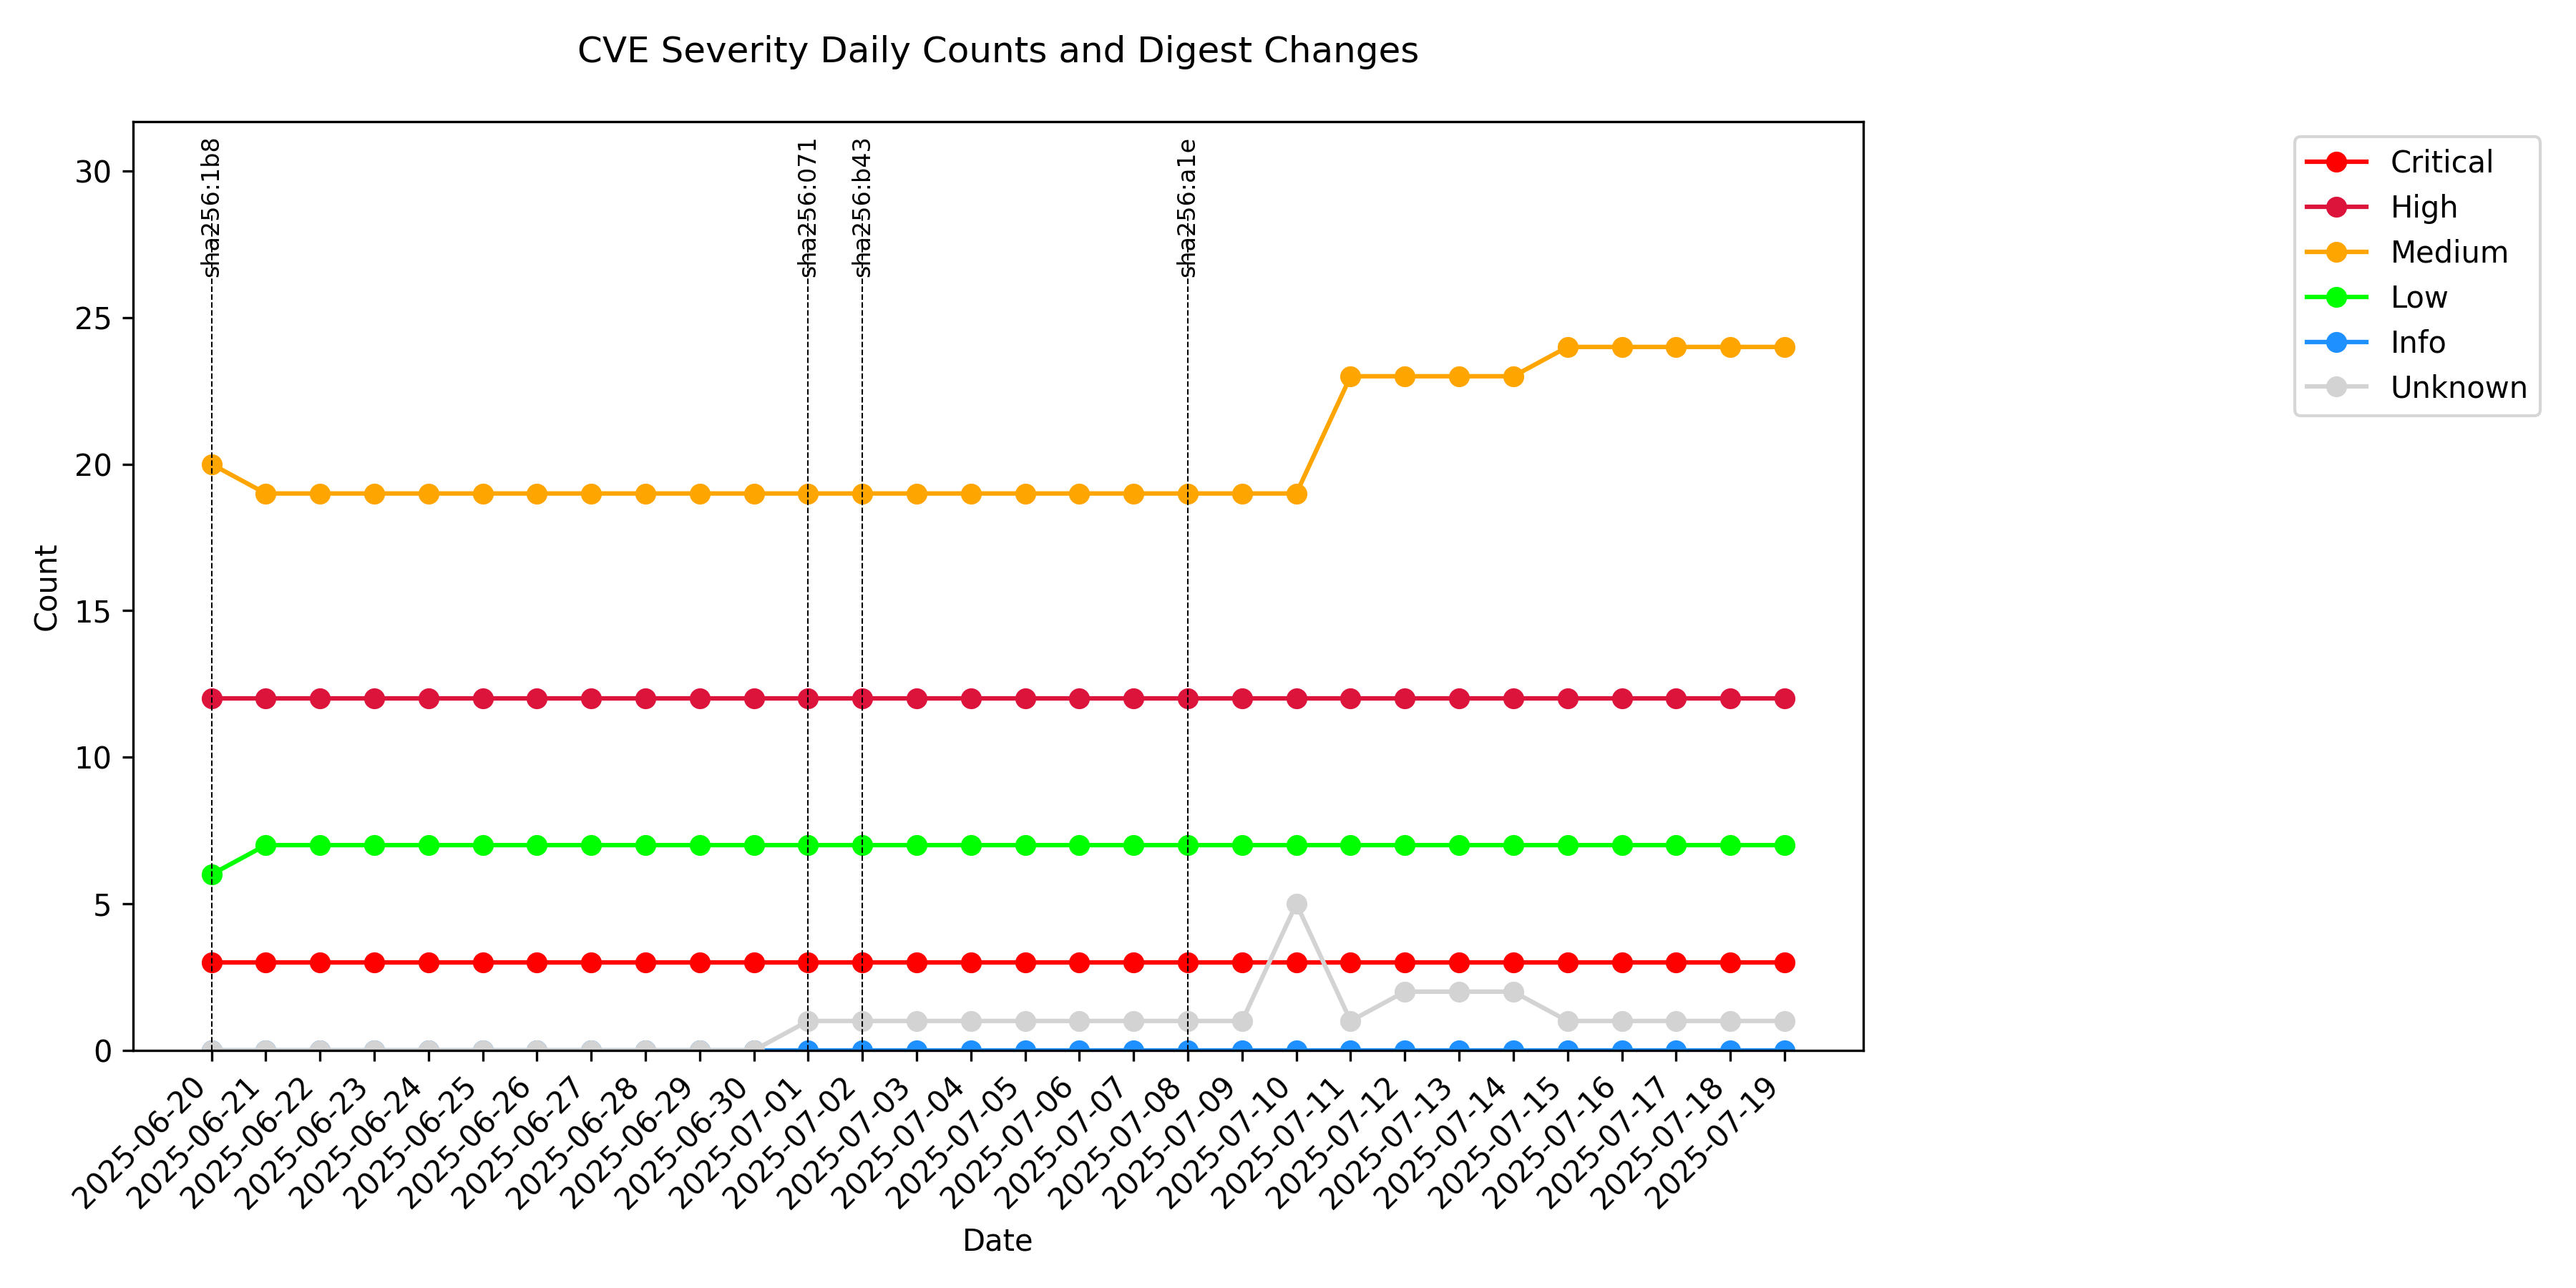 CVE Severity Daily Counts and Digest Changes
sha256:1b8
sha256:071
sha256:b43
sha256:a1e
Critical
High
Medium
Low
Info
Unknown
Count
30
25
20
15
10
5
0
2025-06-20
2025-06-21
2025-06-22
2025-06-23
2025-06-24
2025-06-25
2025-06-26
2025-06-27
2025-06-28
2025-06-29
2025-06-30
2025-07-01
2025-07-02
2025-07-03
2025-07-04
2025-07-05
2025-07-06
2025-07-07
2025-07-08
2025-07-09
2025-07-10
2025-07-11
2025-07-12
2025-07-13
2025-07-14
2025-07-15
2025-07-16
2025-07-17
2025-07-18
2025-07-19
Date